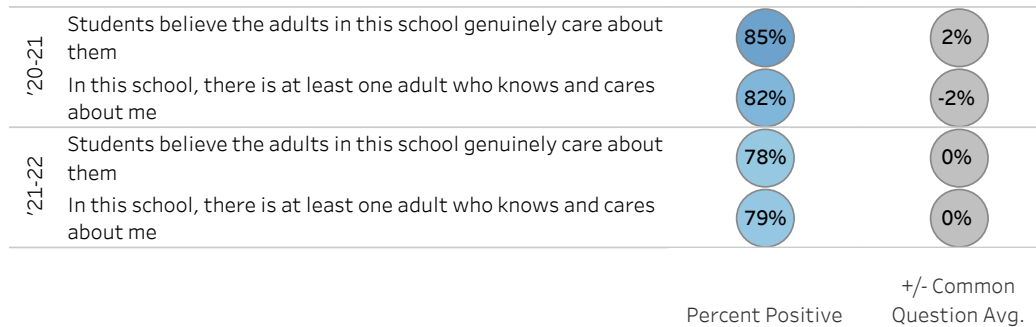 '20-21
Students believe the adults in this school genuinely care about
them
85%
2%
In this school, there is at least one adult who knows and cares
about me
82%
-2%
'21-22
Students believe the adults in this school genuinely care about
them
78%
0%
In this school, there is at least one adult who knows and cares
about me
79%
0%
Percent Positive
+/- Common
Question Avg.